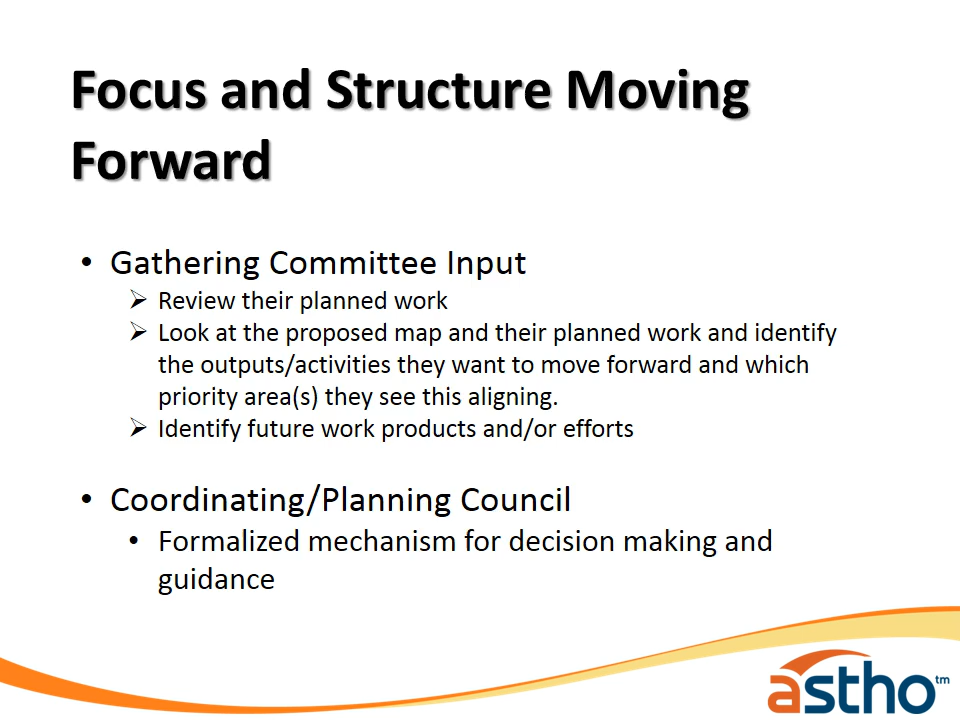 Focus and Structure Moving
Forward
• Gathering Committee Input
➢ Review their planned work
➢ Look at the proposed map and their planned work and identify
the outputs/activities they want to move forward and which
priority area(s) they see this aligning.
➢ Identify future work products and/or efforts
• Coordinating/Planning Council
• Formalized mechanism for decision making and
guidance
astho™